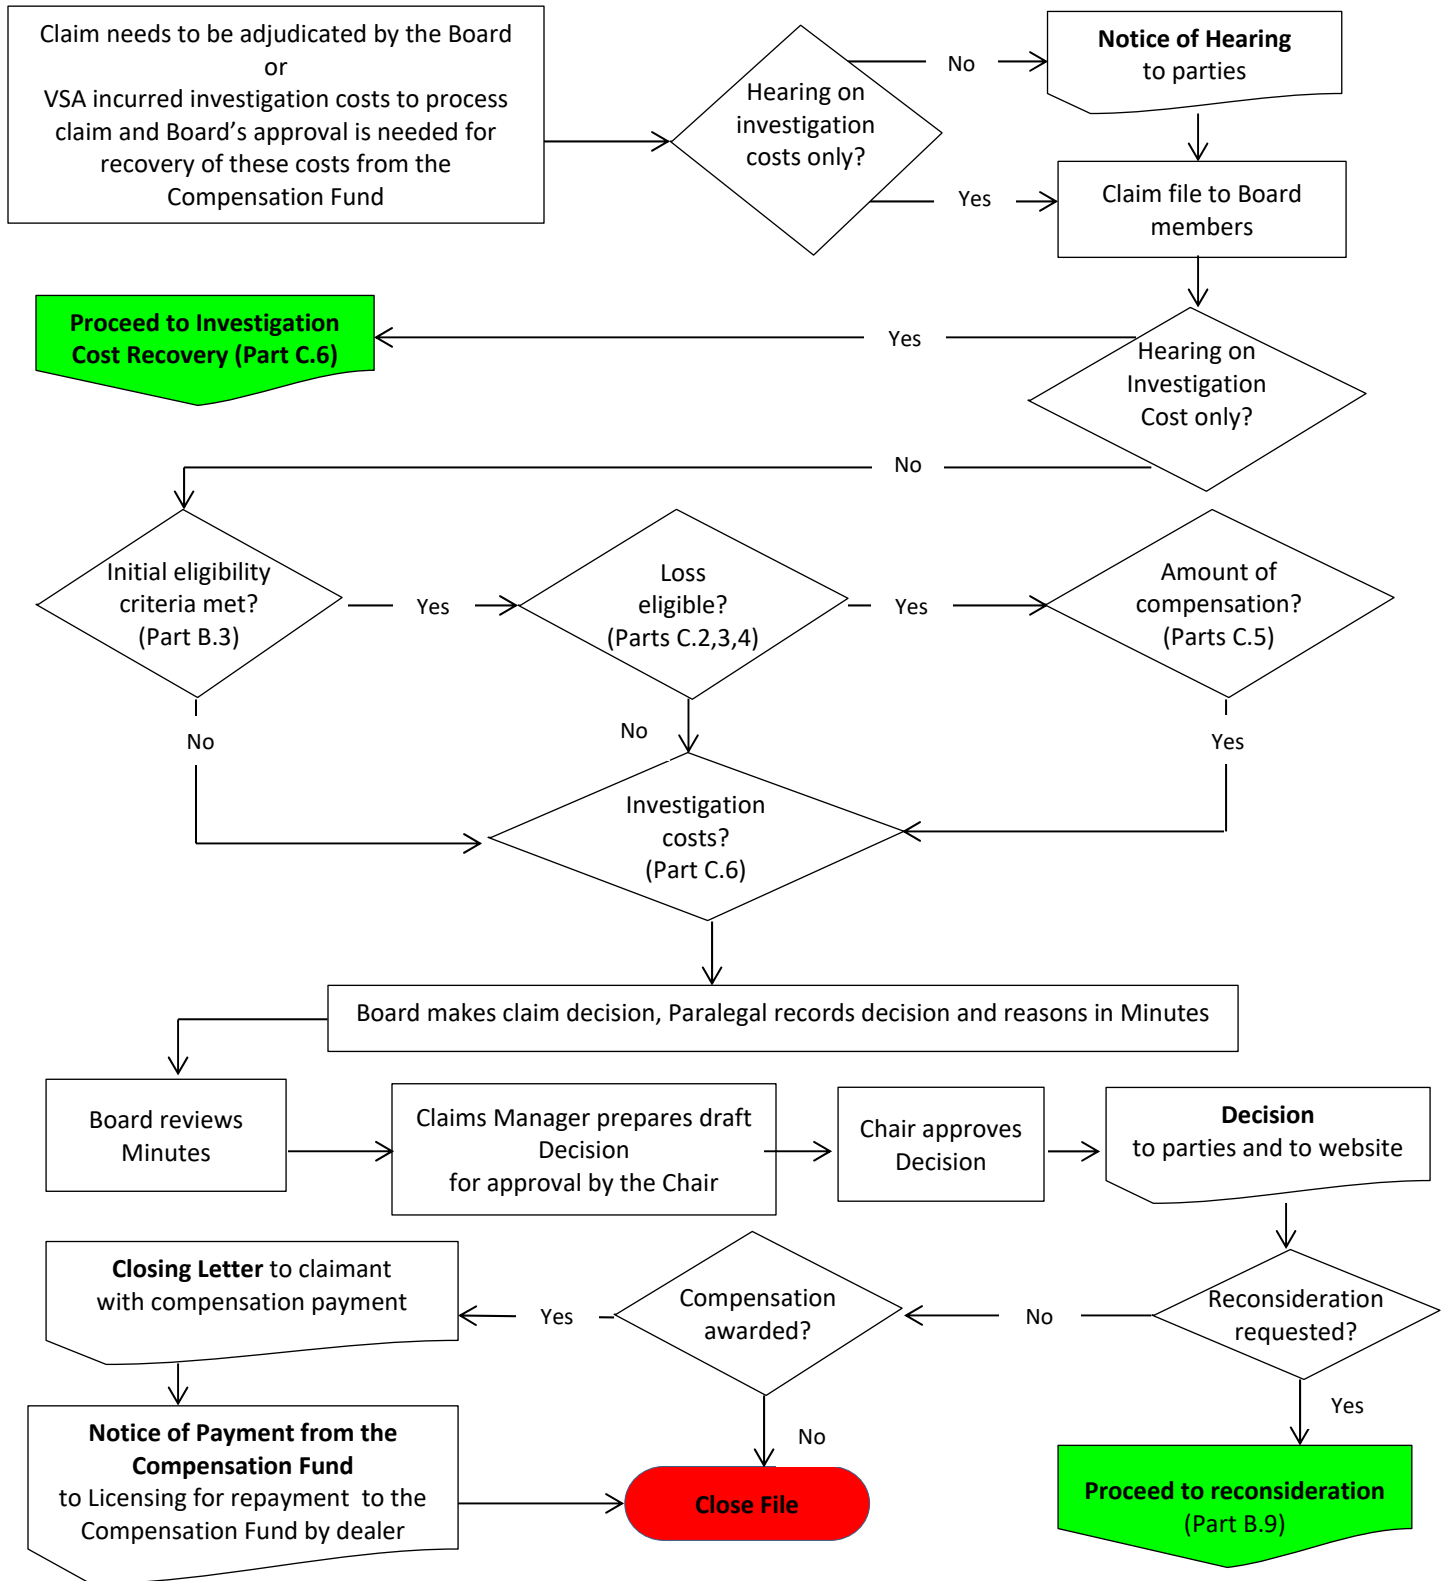 Claim needs to be adjudicated by the Board
or
VSA incurred investigation costs to process
claim and Board’s approval is needed for
recovery of these costs from the
Compensation Fund
Hearing on
investigation
costs only?
No
Notice of Hearing
to parties
Yes
Claim file to Board
members
Proceed to Investigation
Cost Recovery (Part C.6)
Yes
Hearing on
Investigation
Cost only?
No
Initial eligibility
criteria met?
(Part B.3)
Yes
Loss
eligible?
(Parts C.2,3,4)
Yes
Amount of
compensation?
(Parts C.5)
No
No
Yes
Investigation
costs?
(Part C.6)
Board makes claim decision, Paralegal records decision and reasons in Minutes
Board reviews
Minutes
Claims Manager prepares draft
Decision
for approval by the Chair
Chair approves
Decision
Decision
to parties and to website
Closing Letter to claimant
with compensation payment
Yes
Compensation
awarded?
No
Reconsideration
requested?
Yes
No
Notice of Payment from the
Compensation Fund
to Licensing for repayment  to the
Compensation Fund by dealer
Close File
Proceed to reconsideration
(Part B.9)